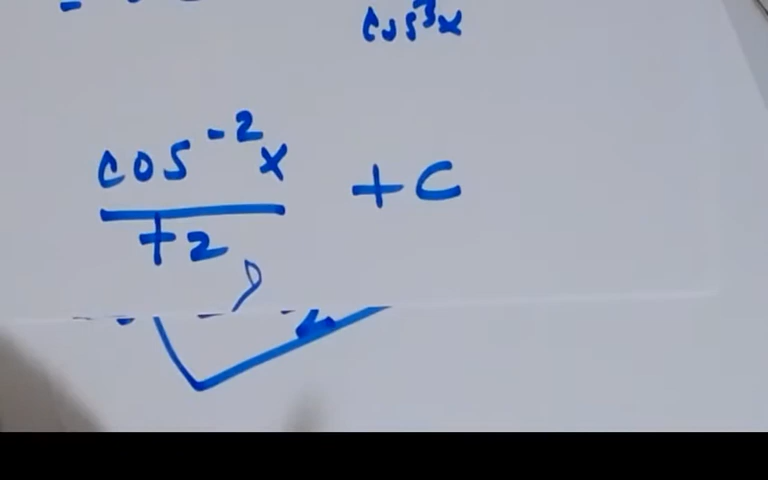 cos³x
cos⁻²x + c
+2